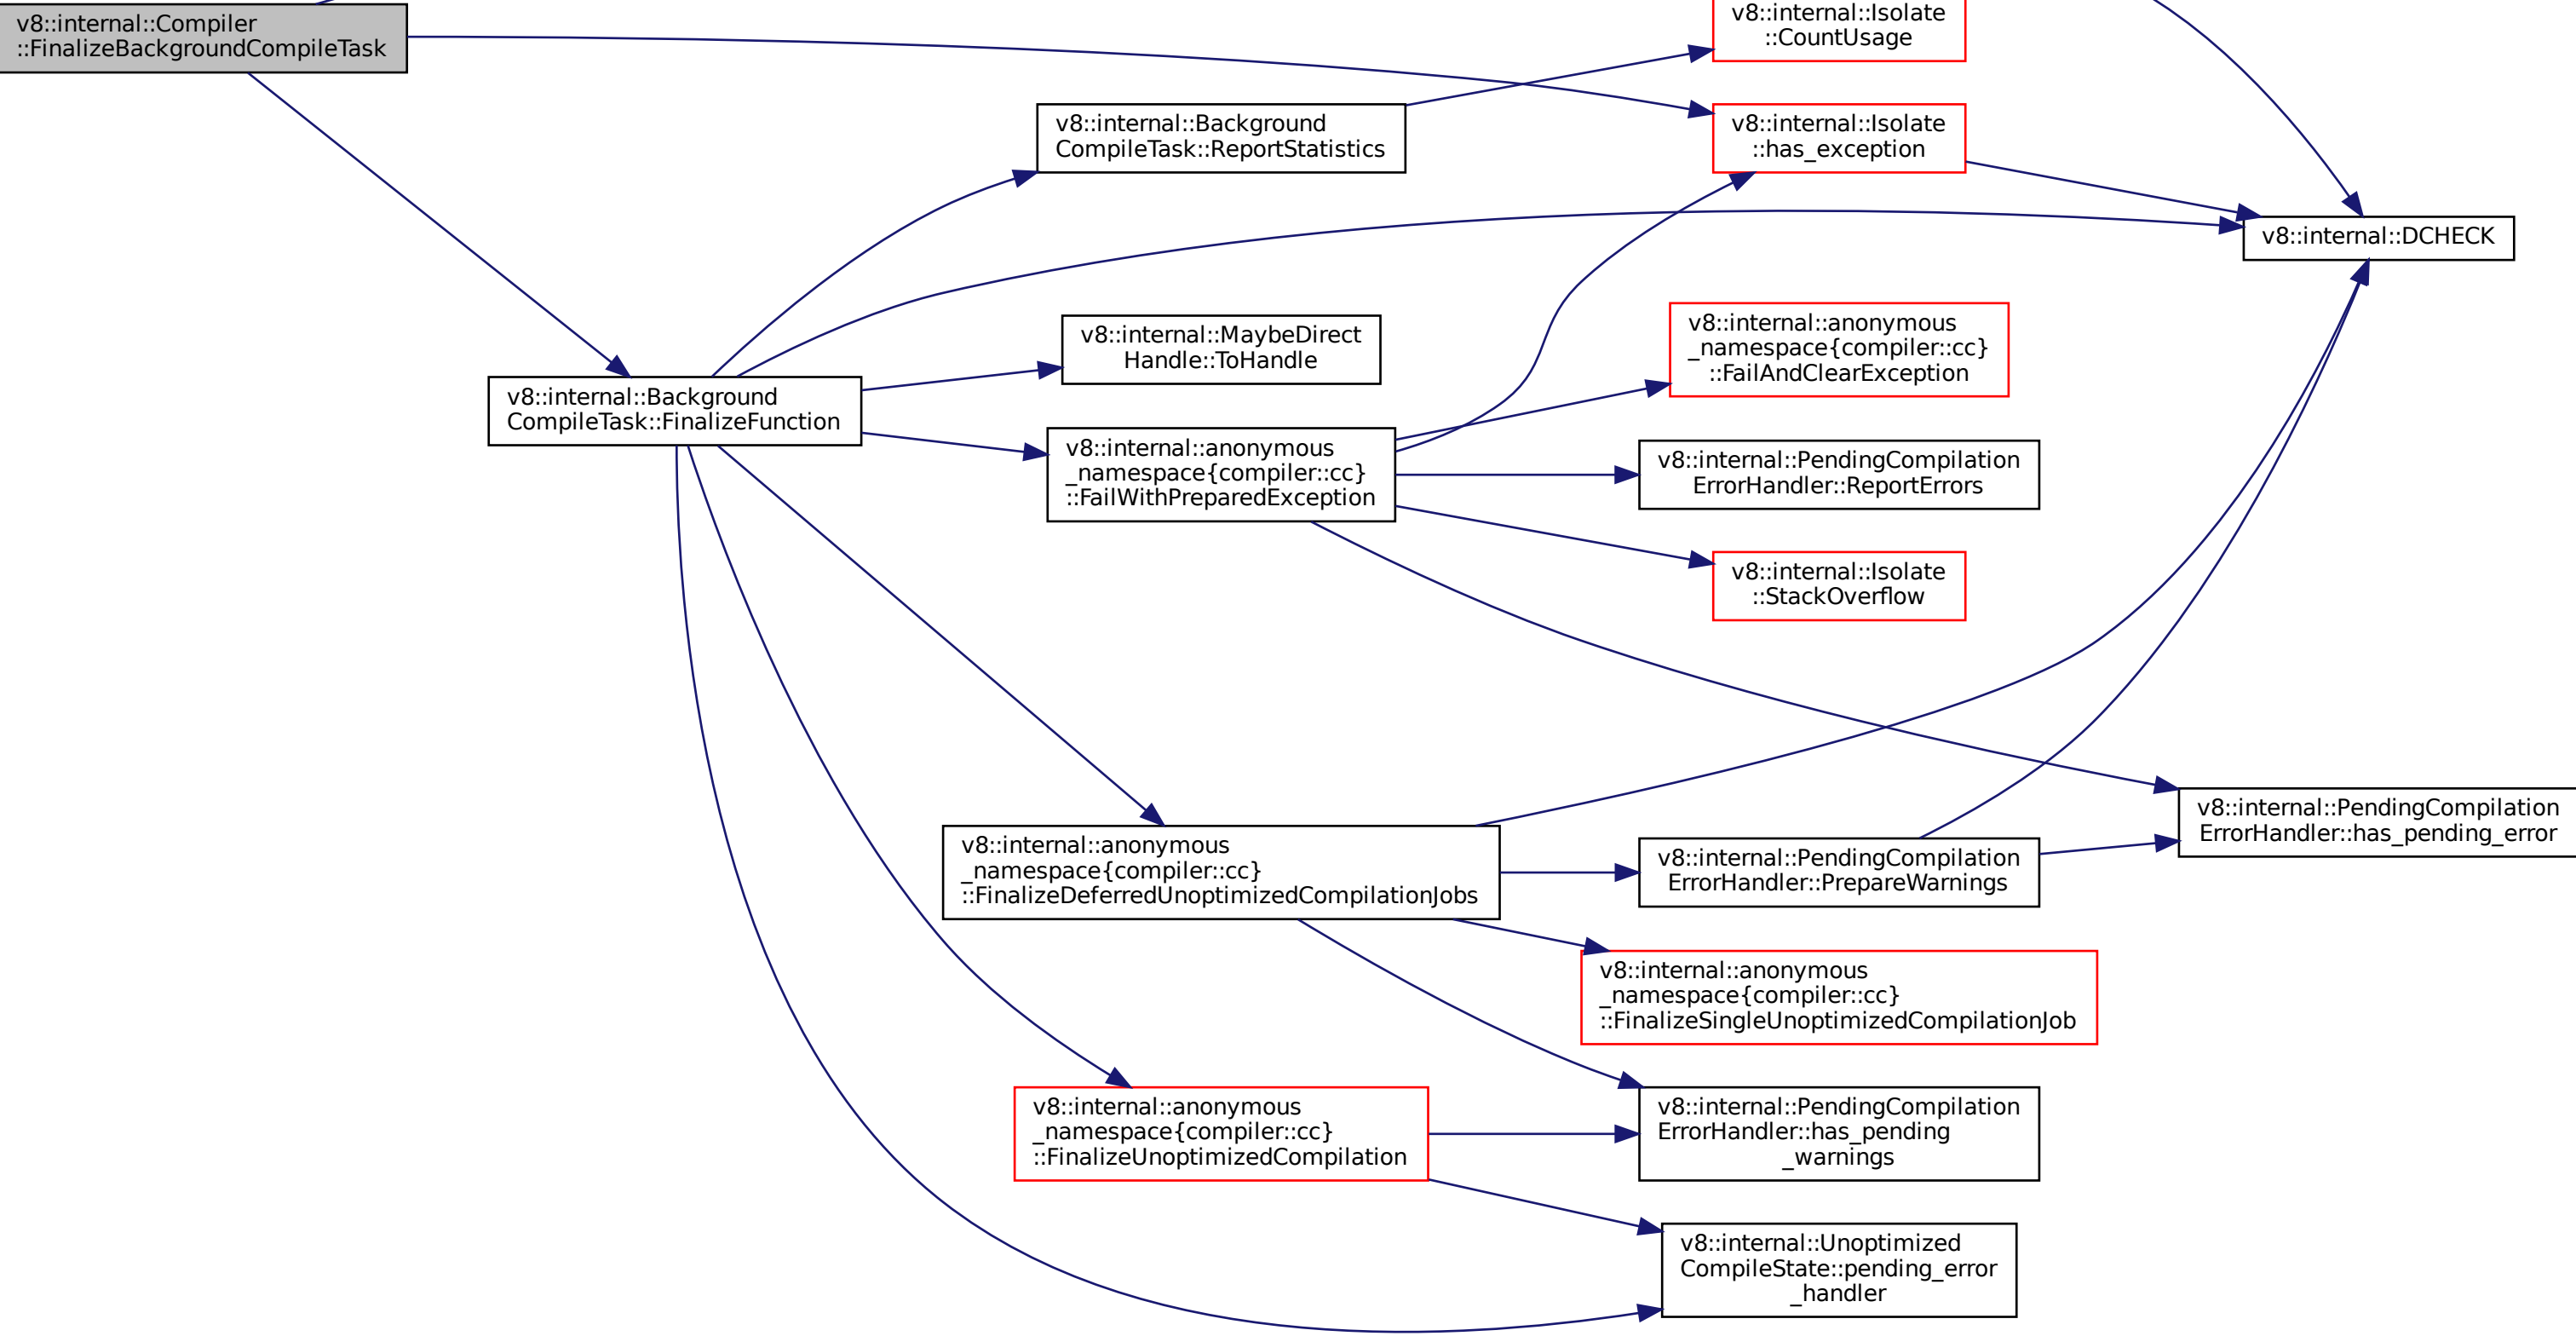 v8::internal::Compiler
::FinalizeBackgroundCompileTask
v8::internal::Isolate
::CountUsage
v8::internal::Background
CompileTask::ReportStatistics
v8::internal::Isolate
::has_exception
v8::internal::DCHECK
v8::internal::MaybeDirect
Handle::ToHandle
v8::internal::anonymous
_namespace{compiler::cc}
::FailAndClearException
v8::internal::Background
CompileTask::FinalizeFunction
v8::internal::anonymous
_namespace{compiler::cc}
::FailWithPreparedException
v8::internal::PendingCompilation
ErrorHandler::ReportErrors
v8::internal::Isolate
::StackOverflow
v8::internal::PendingCompilation
ErrorHandler::has_pending_error
v8::internal::anonymous
_namespace{compiler::cc}
::FinalizeDeferredUnoptimizedCompilationJobs
v8::internal::PendingCompilation
ErrorHandler::PrepareWarnings
v8::internal::anonymous
_namespace{compiler::cc}
::FinalizeSingleUnoptimizedCompilationJob
v8::internal::anonymous
_namespace{compiler::cc}
::FinalizeUnoptimizedCompilation
v8::internal::PendingCompilation
ErrorHandler::has_pending
_warnings
v8::internal::Unoptimized
CompileState::pending_error
_handler